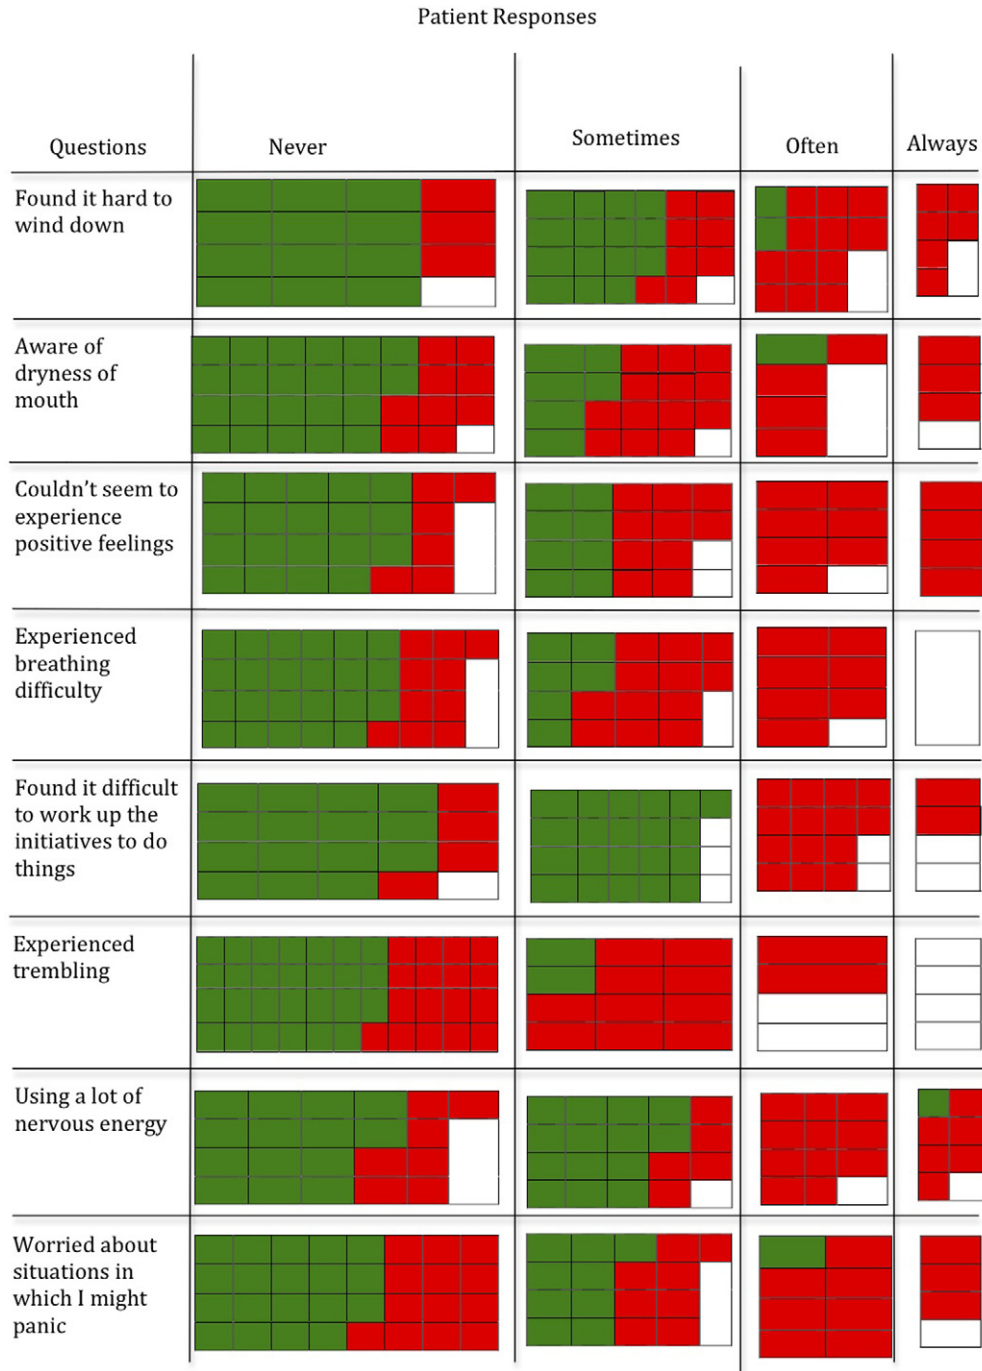 Patient Responses
Questions
Never
Sometimes
Often
Always
Found it hard to
wind down
Aware of
dryness of
mouth
Couldn't seem to
experience
positive feelings
Experienced
breathing
difficulty
Found it difficult
to work up the
initiatives to do
things
Experienced
trembling
Using a lot of
nervous energy
Worried about
situations in
which I might
panic